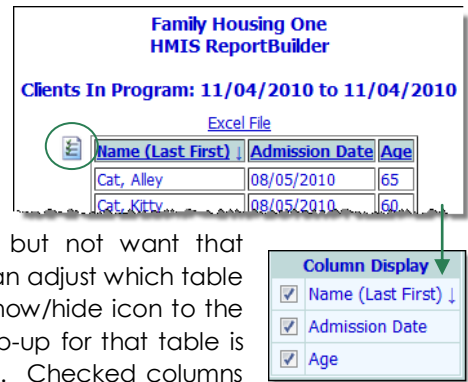 Family Housing One
HMIS ReportBuilder
Clients In Program: 11/04/2010 to 11/04/2010
Excel File
Name (Last First) ↓ Admission Date Age
Cat, Alley 08/05/2010 65
Cat, Kitty 08/05/2010 60
but not want that
an adjust which table
how/hide icon to the
p-up for that table is
. Checked columns
Column Display
Name (Last First) ↓
Admission Date
Age